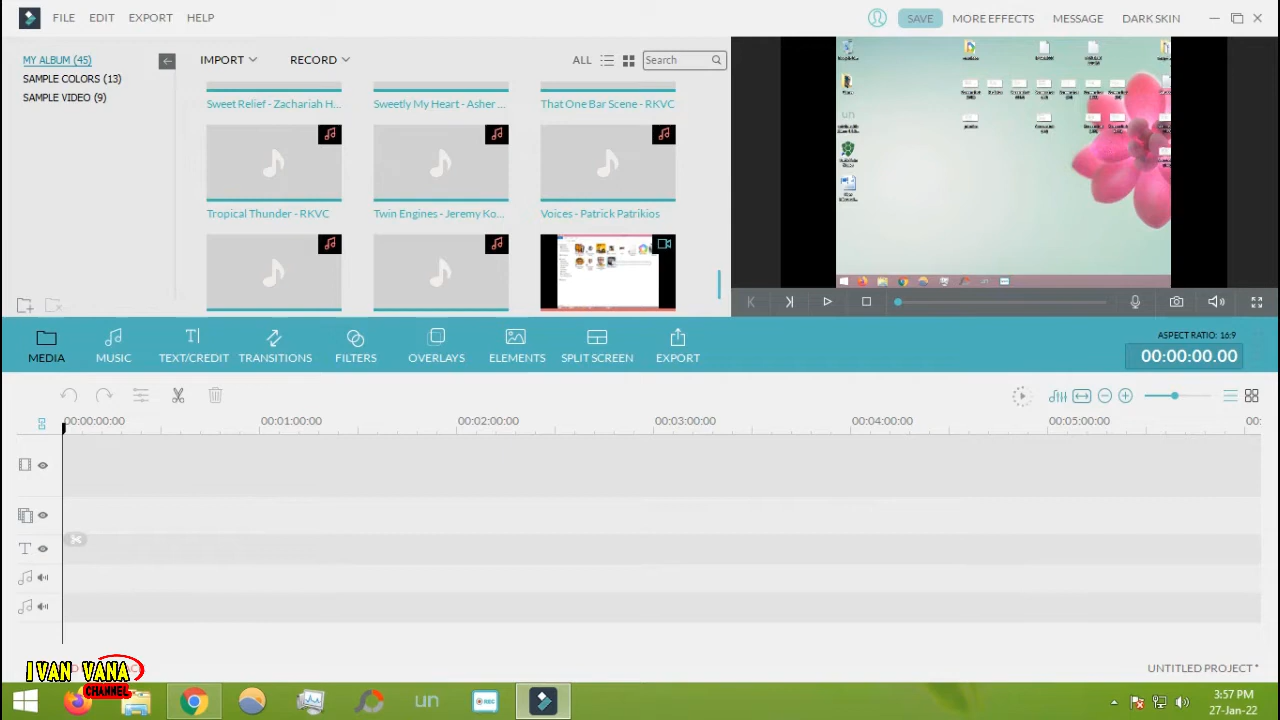 FILE EDIT EXPORT HELP
SAVE MORE EFFECTS MESSAGE DARK SKIN
MY ALBUM (45)
SAMPLE COLORS (13)
SAMPLE VIDEO (9)
IMPORT RECORD ALL Search
Sweet Relief - Zachariah H... Sweetly My Heart - Asher ... That One Bar Scene - RKVC
Tropical Thunder - RKVC Twin Engines - Jeremy Ko... Voices - Patrick Patrikios
MEDIA MUSIC TEXT/CREDIT TRANSITIONS FILTERS OVERLAYS ELEMENTS SPLIT SCREEN EXPORT
ASPECT RATIO: 16:9
00:00:00.00
00:00:00:00 00:01:00:00 00:02:00:00 00:03:00:00 00:04:00:00 00:05:00:00 00:
IVAN VANA
CHANNEL
UNTITLED PROJECT *
un
REC
3:57 PM
27-Jan-22